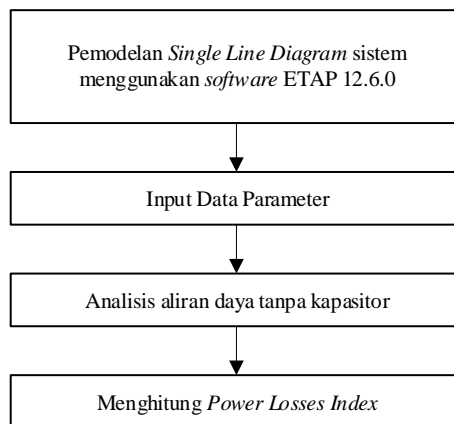 Pemodelan Single Line Diagram sistem
menggunakan software ETAP 12.6.0
Input Data Parameter
Analisis aliran daya tanpa kapasitor
Menghitung Power Losses Index